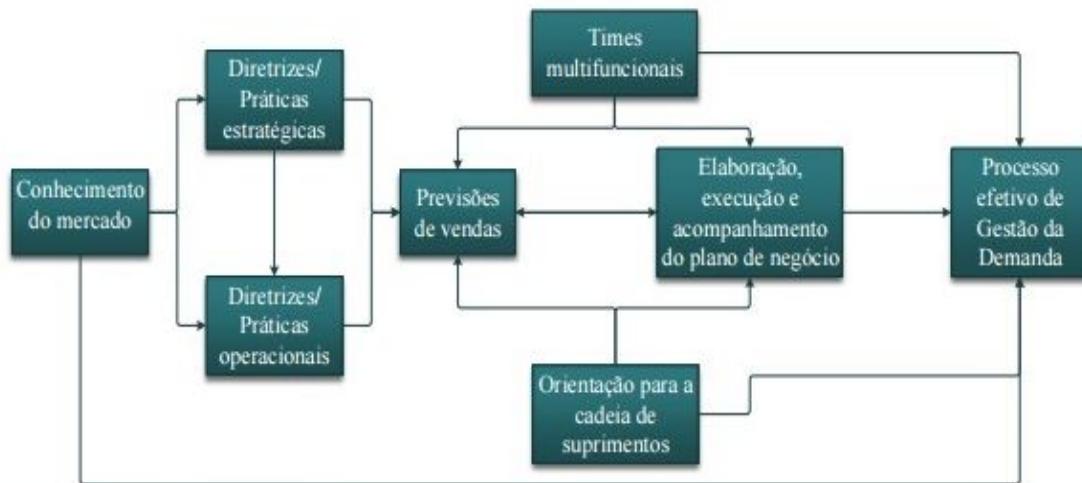 Times
multifuncionais
Diretrizes/
Práticas
estratégicas
Conhecimento
do mercado
Previsões
de vendas
Elaboração,
execução e
acompanhamento
do plano de negócio
Processo
efetivo de
Gestão da
Demanda
Diretrizes/
Práticas
operacionais
Orientação para a
cadeia de
suprimentos